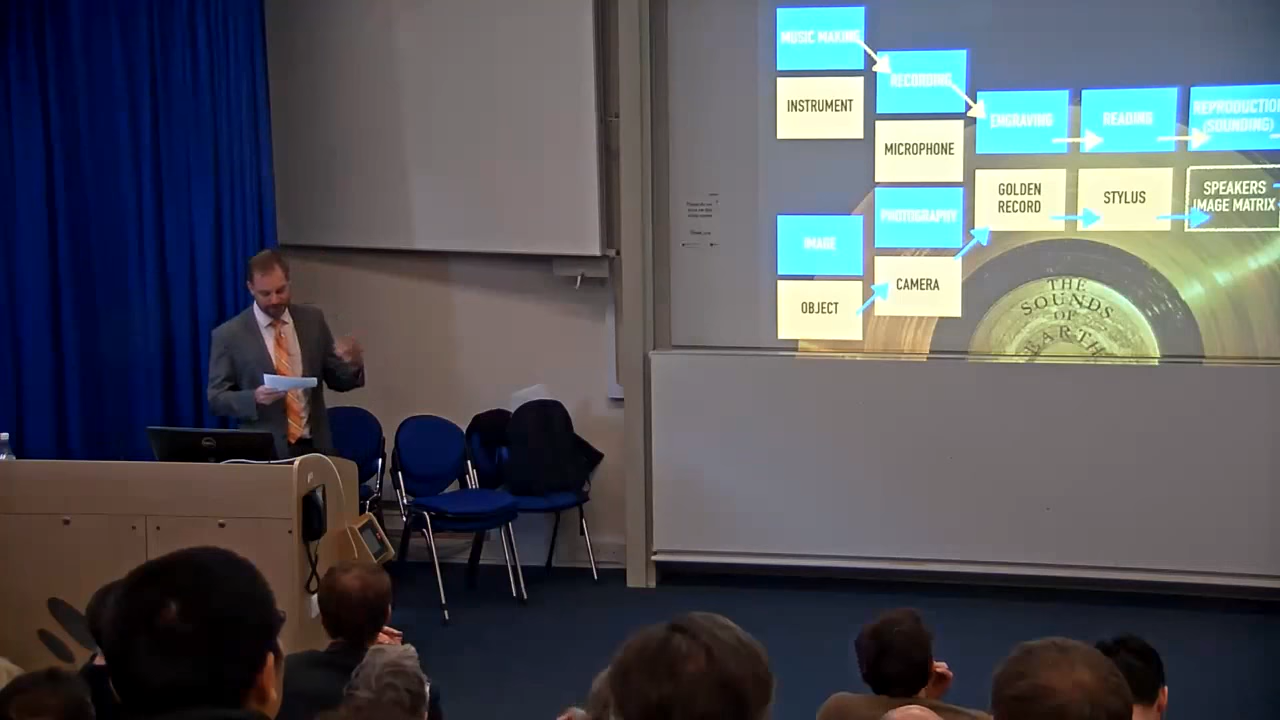 MUSIC MAKING
INSTRUMENT
RECORDING
MICROPHONE
ENGRAVING
GOLDEN
RECORD
READING
STYLUS
REPRODUCTION
(SOUNDING)
SPEAKERS
IMAGE MATRIX
IMAGE
OBJECT
PHOTOGRAPHY
CAMERA
THE
SOUNDS
OF
EARTH